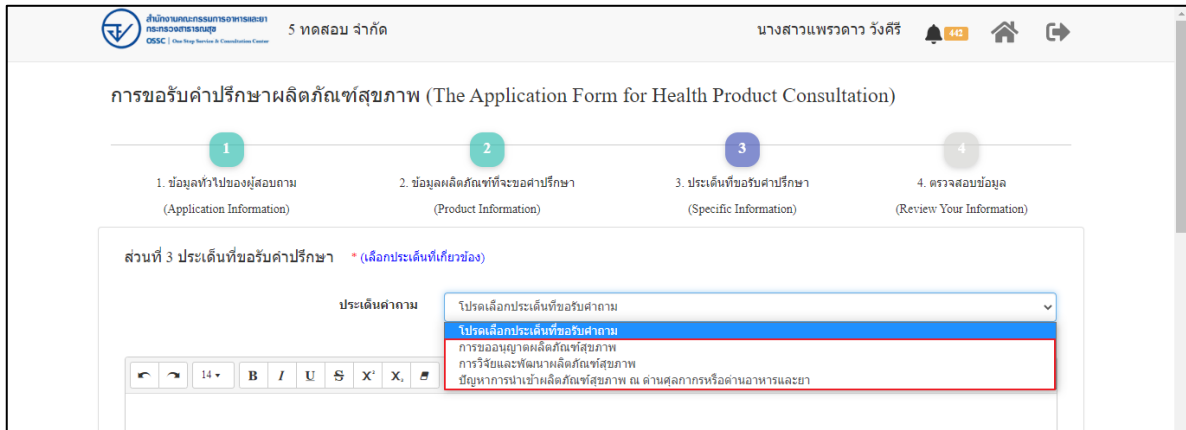 สำนักงานคณะกรรมการอาหารและยา
กระทรวงสาธารณสุข
OSSC | One Stop Service & Consultation Center
5 ทดสอบ จำกัด
นางสาวแพรวดาว วังคีรี
442
การขอรับคำปรึกษาผลิตภัณฑ์สุขภาพ (The Application Form for Health Product Consultation)
1 2 3 4
1. ข้อมูลทั่วไปของผู้สอบถาม 2. ข้อมูลผลิตภัณฑ์ที่จะขอคำปรึกษา 3. ประเด็นที่ขอรับคำปรึกษา 4. ตรวจสอบข้อมูล
(Application Information) (Product Information) (Specific Information) (Review Your Information)
ส่วนที่ 3 ประเด็นที่ขอรับคำปรึกษา * (เลือกประเด็นที่เกี่ยวข้อง)
ประเด็นคำถาม โปรดเลือกประเด็นที่ขอรับคำถาม
โปรดเลือกประเด็นที่ขอรับคำถาม
การขออนุญาตผลิตภัณฑ์สุขภาพ
การวิจัยและพัฒนาผลิตภัณฑ์สุขภาพ
ปัญหาการนำเข้าผลิตภัณฑ์สุขภาพ ณ ด่านศุลกากรหรือด่านอาหารและยา
14 B I U S X² X₂